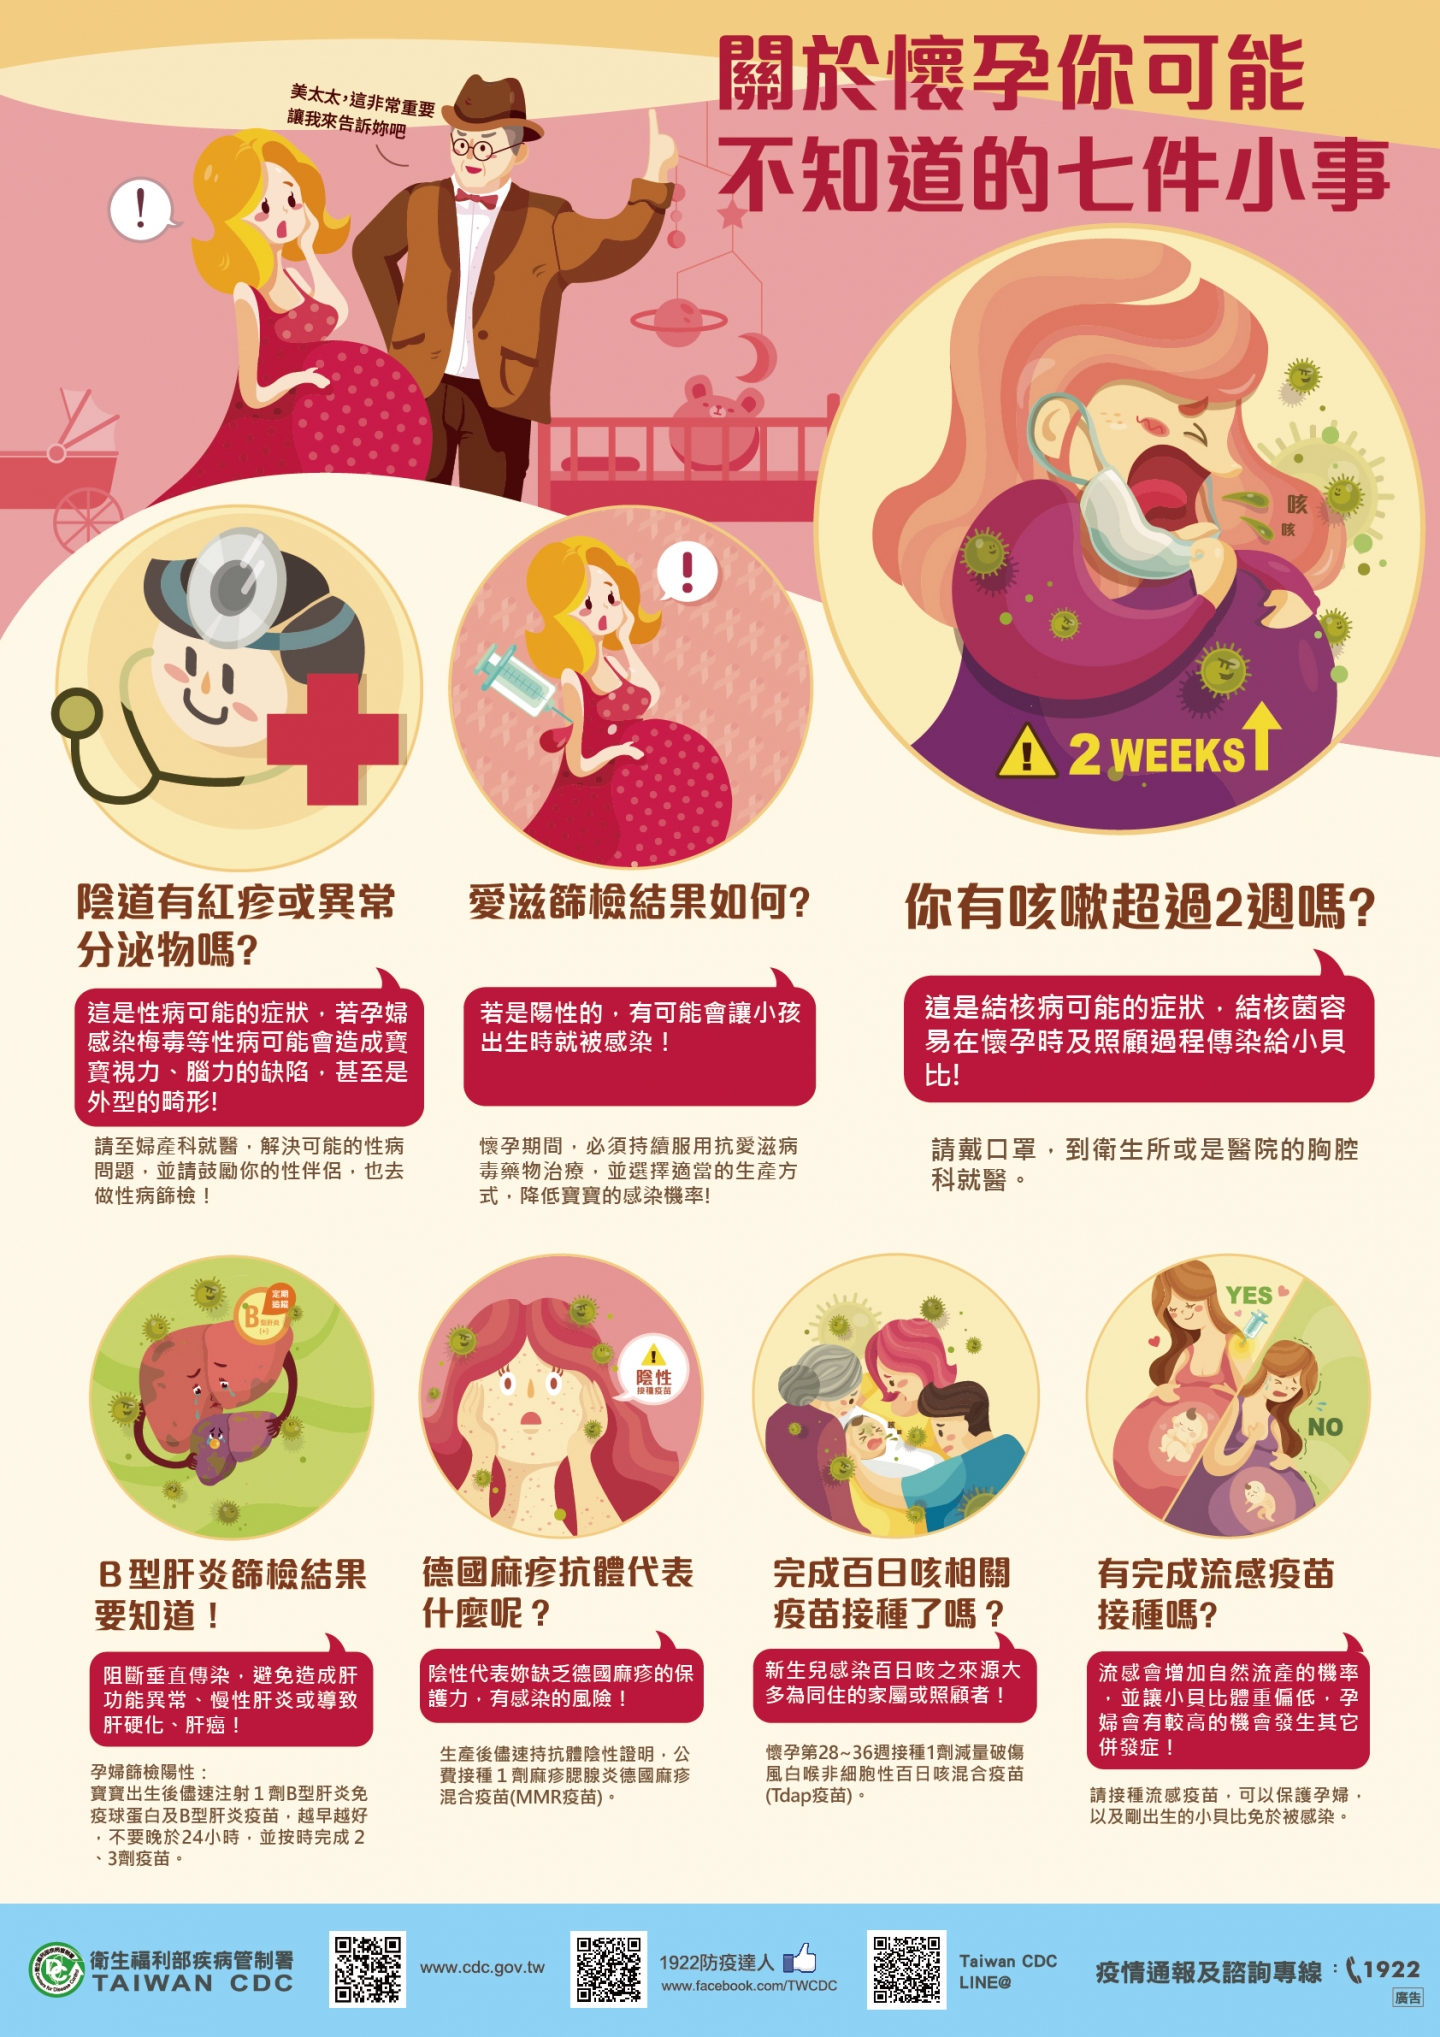 關於懷孕你可能
不知道的七件小事
美太太，這非常重要
讓我來告訴妳吧
!
!
咳
咳
! 2 WEEKS
陰道有紅疹或異常
分泌物嗎?
這是性病可能的症狀，若孕婦
感染梅毒等性病可能會造成寶
寶視力、腦力的缺陷，甚至是
外型的畸形!
請至婦產科就醫，解決可能的性病
問題，並請鼓勵你的性伴侶，也去
做性病篩檢！
愛滋篩檢結果如何?
若是陽性的，有可能會讓小孩
出生時就被感染！
懷孕期間，必須持續服用抗愛滋病
毒藥物治療，並選擇適當的生產方
式，降低寶寶的感染機率!
你有咳嗽超過2週嗎?
這是結核病可能的症狀，結核菌容
易在懷孕時及照顧過程傳染給小貝
比!
請戴口罩，到衛生所或是醫院的胸腔
科就醫。
定期
追蹤
B型肝炎
(+)
B型肝炎篩檢結果
要知道！
阻斷垂直傳染，避免造成肝
功能異常、慢性肝炎或導致
肝硬化、肝癌！
孕婦篩檢陽性：
寶寶出生後儘速注射１劑B型肝炎免
疫球蛋白及B型肝炎疫苗，越早越好
，不要晚於24小時，並按時完成２
、3劑疫苗。
!
陰性
接種疫苗
德國麻疹抗體代表
什麼呢？
陰性代表妳缺乏德國麻疹的保
護力，有感染的風險！
生產後儘速持抗體陰性證明，公
費接種１劑麻疹腮腺炎德國麻疹
混合疫苗(MMR疫苗)。
完成百日咳相關
疫苗接種了嗎？
新生兒感染百日咳之來源大
多為同住的家屬或照顧者！
懷孕第28~36週接種1劑減量破傷
風白喉非細胞性百日咳混合疫苗
(Tdap疫苗)。
YES
NO
有完成流感疫苗
接種嗎?
流感會增加自然流產的機率
，並讓小貝比體重偏低，孕
婦會有較高的機會發生其它
併發症！
請接種流感疫苗，可以保護孕婦，
以及剛出生的小貝比免於被感染。
衛生福利部疾病管制署
TAIWAN CDC
www.cdc.gov.tw
1922防疫達人
www.facebook.com/TWCDC
Taiwan CDC
LINE@
疫情通報及諮詢專線：1922
廣告